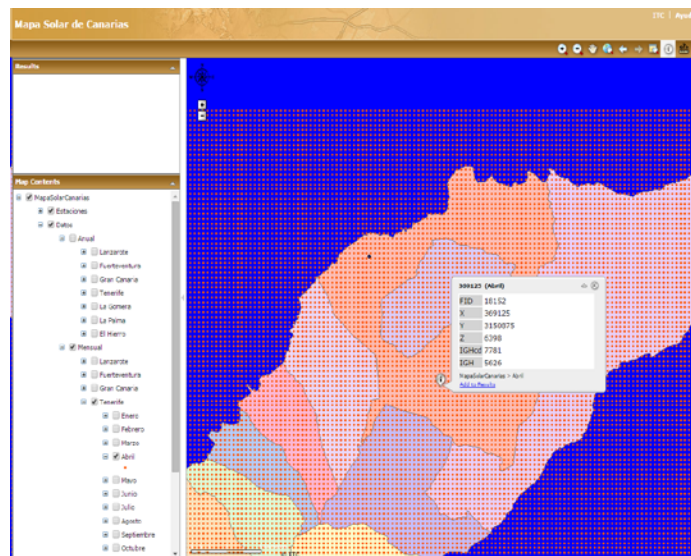 Mapa Solar de Canarias
ITC | Ayud
Results
Map Contents
MapaSolarCanarias
Estaciones
Datos
Anual
Lanzarote
Fuerteventura
Gran Canaria
Tenerife
La Gomera
La Palma
El Hierro
Mensual
Lanzarote
Fuerteventura
Gran Canaria
Tenerife
Enero
Febrero
Marzo
Abril
Mayo
Junio
Julio
Agosto
Septiembre
Octubre
(Abril)
FID 16152
X 369125
Y 3150875
Z 6398
IGHcd 7781
IGH 5626
MapaSolarCanarias > Abril
Add to Results